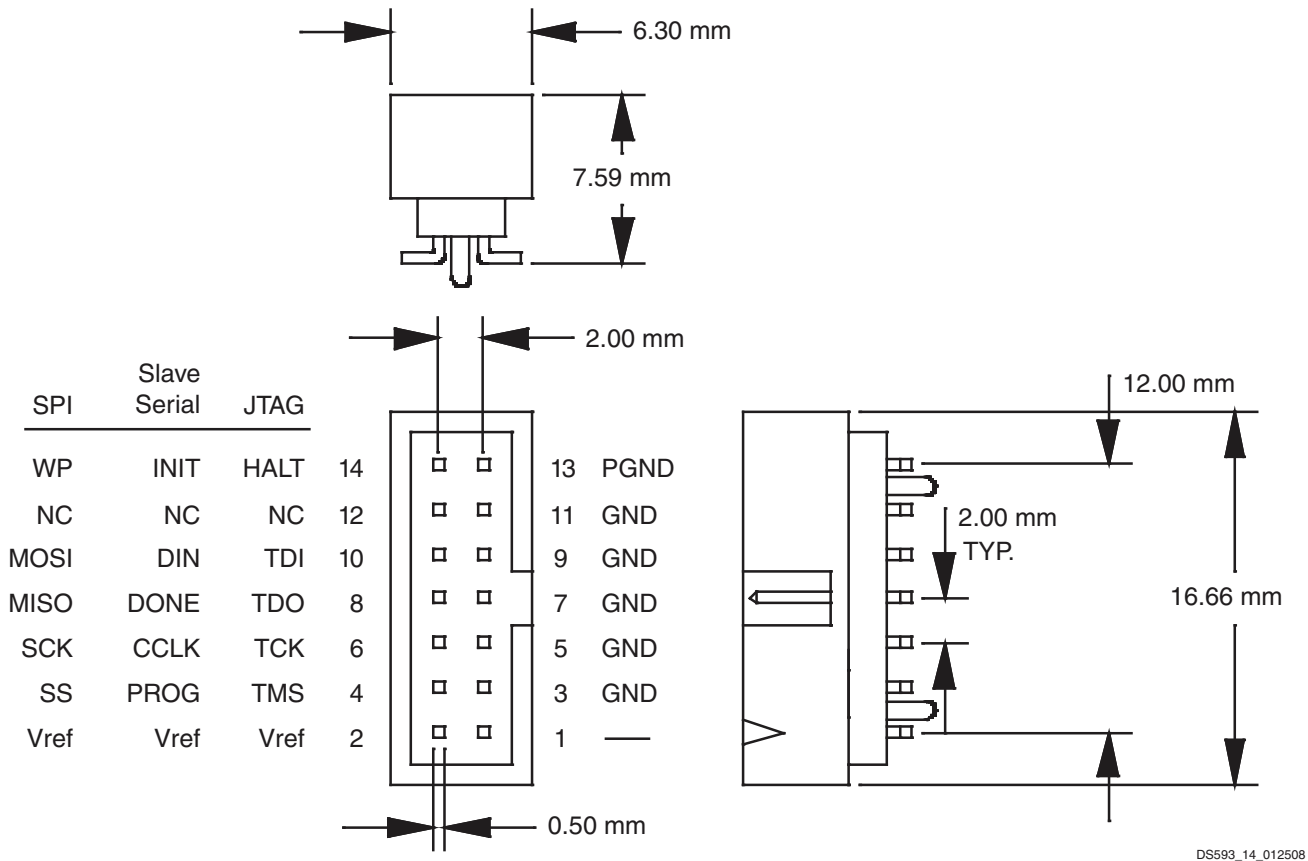 6.30 mm
7.59 mm
2.00 mm
12.00 mm
SPI Slave Serial JTAG
WP INIT HALT 14 13 PGND
NC NC NC 12 11 GND
2.00 mm TYP.
MOSI DIN TDI 10 9 GND
MISO DONE TDO 8 7 GND
16.66 mm
SCK CCLK TCK 6 5 GND
SS PROG TMS 4 3 GND
Vref Vref Vref 2 1 —
0.50 mm
DS593_14_012508